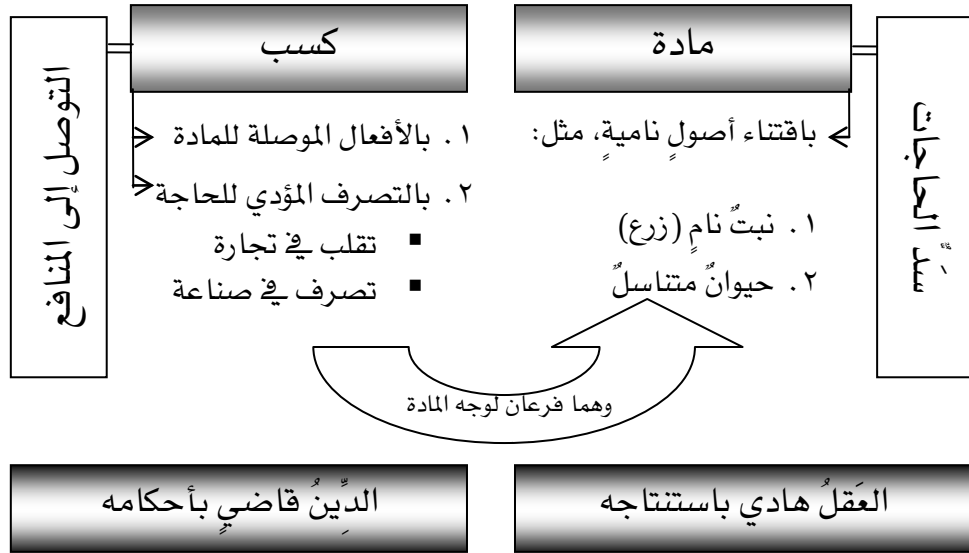 سَدَّ الحاجات
مادة
باقتناء أصولٍ ناميةٍ، مثل:
١. نبتٌ نامٍ (زرع)
٢. حيوانٌ متناسلٌ
كسب
التوصل إلى المنافع
١. بالأفعال الموصلة للمادة
٢. بالتصرف المؤدي للحاجة
▪ تقلب في تجارة
▪ تصرف في صناعة
وهما فرعان لوجه المادة
العَقلُ هادي باستنتاجه
الدِّينُ قاضيٍ بأحكامه